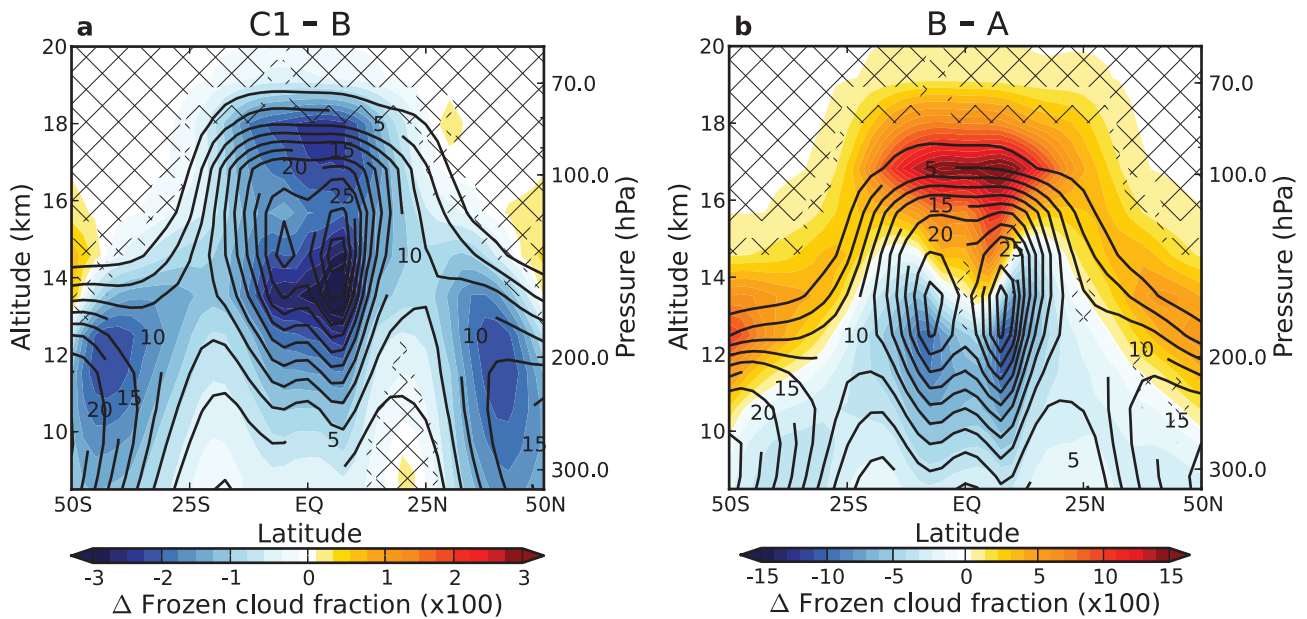 a C1 – B
20
18
16
14
12
10
Altitude (km)
70.0
100.0
200.0
300.0
Pressure (hPa)
5
15
20
25
10
10
10
15
20
5
15
50S 25S EQ 25N 50N
Latitude
-3 -2 -1 0 1 2 3
Δ Frozen cloud fraction (x100)
b B – A
20
18
16
14
12
10
Altitude (km)
70.0
100.0
200.0
300.0
Pressure (hPa)
5
15
20
25
10
10
15
20
15
5
50S 25S EQ 25N 50N
Latitude
-15 -10 -5 0 5 10 15
Δ Frozen cloud fraction (x100)